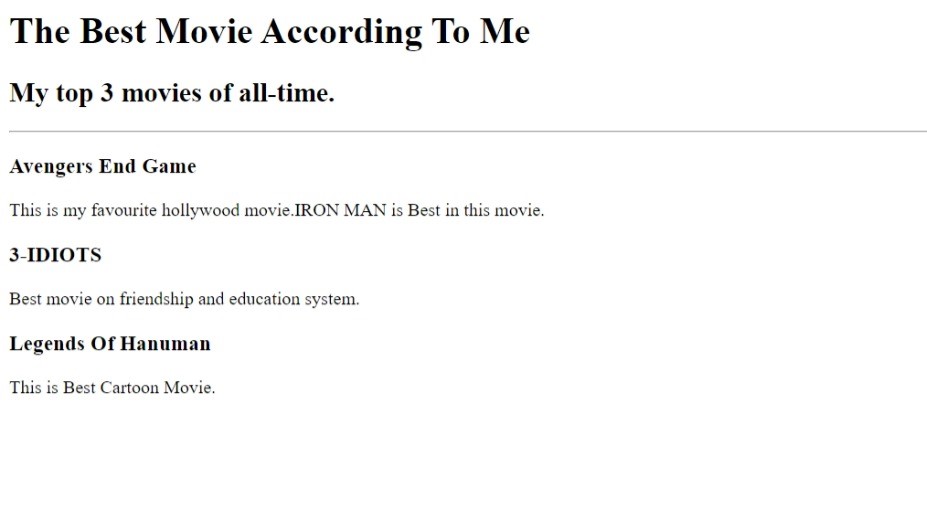 The Best Movie According To Me
My top 3 movies of all-time.
Avengers End Game
This is my favourite hollywood movie.IRON MAN is Best in this movie.
3-IDIOTS
Best movie on friendship and education system.
Legends Of Hanuman
This is Best Cartoon Movie.